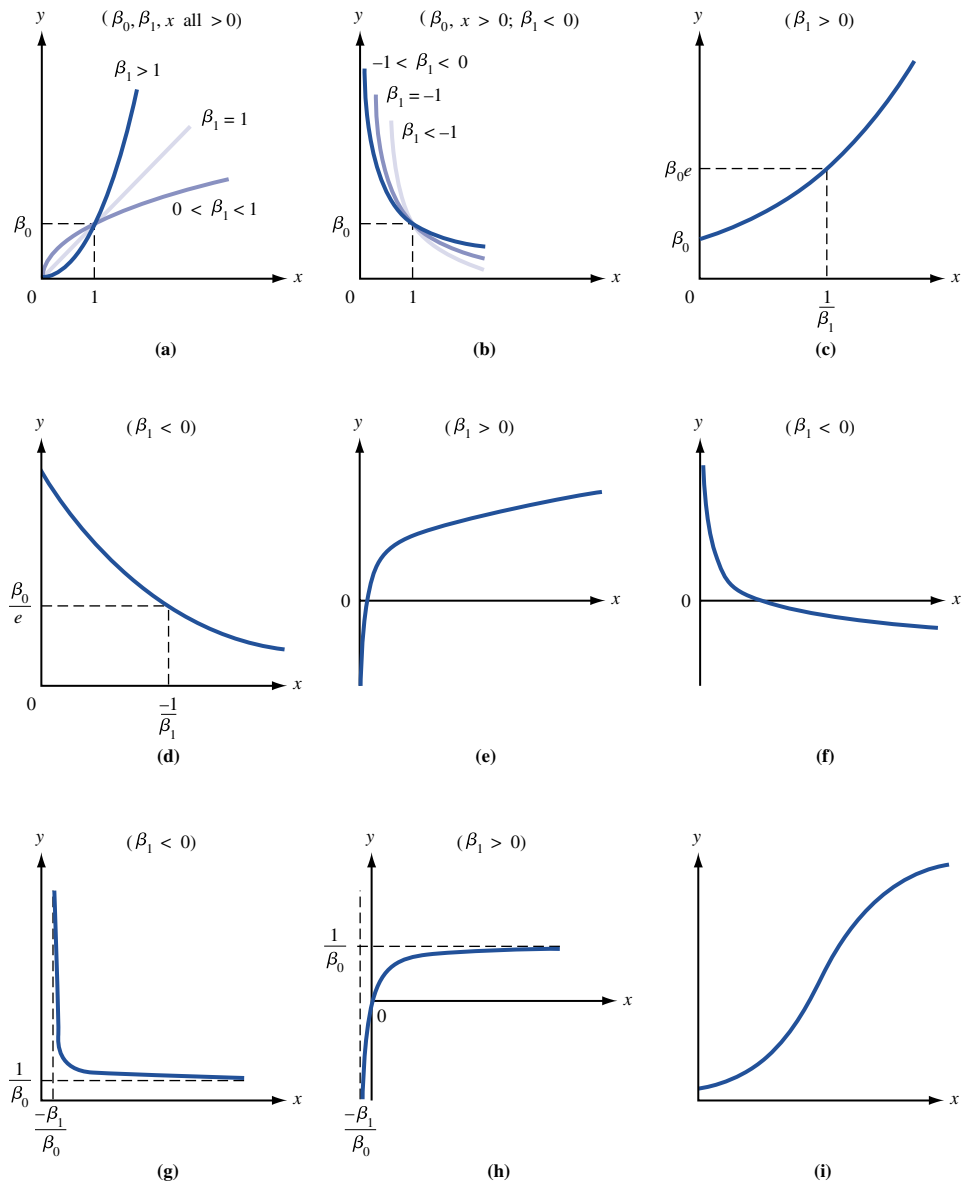 y
(β₀, β₁, x all > 0)
β₁ > 1
β₁ = 1
0 < β₁ < 1
β₀
x
0
1
(a)
y
(β₀, x > 0; β₁ < 0)
–1 < β₁ < 0
β₁ = –1
β₁ < –1
β₀
x
0
1
(b)
y
(β₁ > 0)
β₀e
β₀
x
0
1
β₁
(c)
y
(β₁ < 0)
β₀
e
x
0
–1
β₁
(d)
y
(β₁ > 0)
0
x
(e)
y
(β₁ < 0)
0
x
(f)
y
(β₁ < 0)
1
β₀
x
–β₁
β₀
(g)
y
(β₁ > 0)
1
β₀
x
0
–β₁
β₀
(h)
y
x
(i)